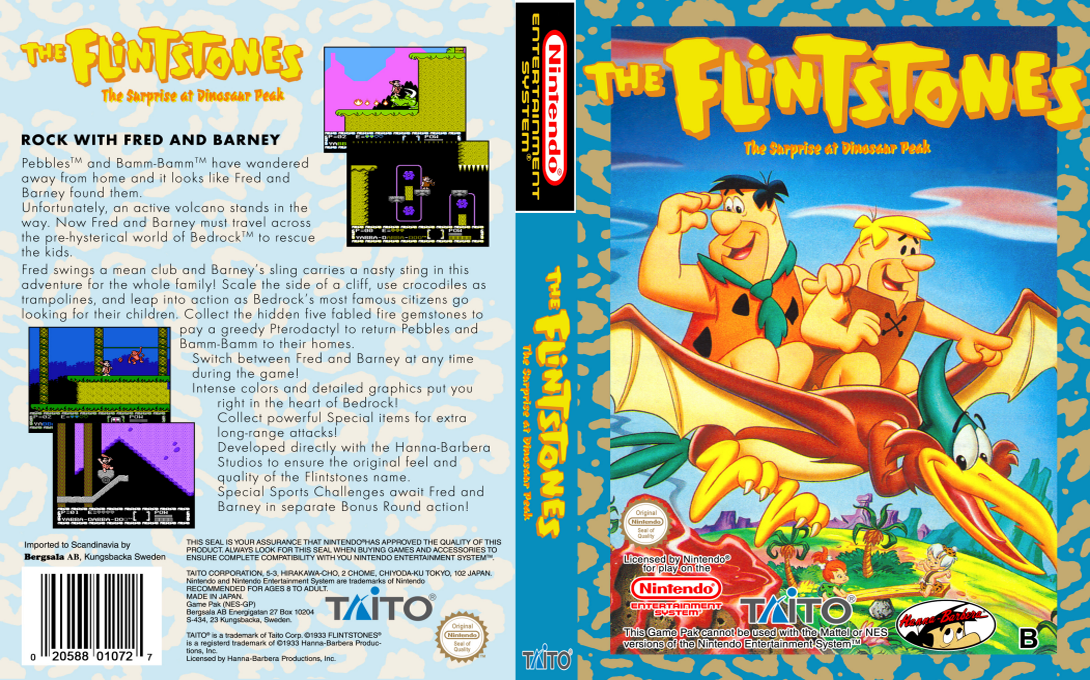 THE FLiNTSTONES
The Surprise at Dinosaur Peak
ROCK WITH FRED AND BARNEY
Pebbles™ and Bamm-Bamm™ have wandered
away from home and it looks like Fred and
Barney found them.
Unfortunately, an active volcano stands in the
way. Now Fred and Barney must travel across
the pre-hysterical world of Bedrock™ to rescue
the kids.
Fred swings a mean club and Barney's sling carries a nasty sting in this
adventure for the whole family! Scale the side of a cliff, use crocodiles as
trampolines, and leap into action as Bedrock's most famous citizens go
looking for their children. Collect the hidden five fabled fire gemstones to
pay a greedy Pterodactyl to return Pebbles and
Bamm-Bamm to their homes.
Switch between Fred and Barney at any time
during the game!
Intense colors and detailed graphics put you
right in the heart of Bedrock!
Collect powerful Special items for extra
long-range attacks!
Developed directly with the Hanna-Barbera
Studios to ensure the original feel and
quality of the Flintstones name.
Special Sports Challenges await Fred and
Barney in separate Bonus Round action!
Imported to Scandinavia by
Bergsala AB, Kungsbacka Sweden
0 20588 01072 7
THIS SEAL IS YOUR ASSURANCE THAT NINTENDO®HAS APPROVED THE QUALITY OF THIS
PRODUCT. ALWAYS LOOK FOR THIS SEAL WHEN BUYING GAMES AND ACCESSORIES TO
ENSURE COMPLETE COMPATIBILITY WITH YOU NINTENDO ENTERTAINMENT SYSTEM™.
TAITO CORPORATION, 5-3, HIRAKAWA-CHO, 2 CHOME, CHIYODA-KU TOKYO, 102 JAPAN.
Nintendo and Nintendo Entertainment System are trademarks of Nintendo
RECOMMENDED FOR AGES 8 TO ADULT.
MADE IN JAPAN.
Game Pak (NES-GP)
Bergsala AB Energigatan 27 Box 10204
S-434, 23 Kungsbacka, Sweden.
TAITO®
TAITO® is a trademark of Taito Corp. ©1933 FLINTSTONES®
is a registerd trademark of ©1933 Hanna-Barbera Produc-
tions, Inc.
Licensed by Hanna-Barbera Productions, Inc.
Original
Nintendo
Seal of
Quality
Nintendo®
ENTERTAINMENT
SYSTEM®
THE FLiNTSTONES
The Surprise at Dinosaur Peak
TAITO®
THE FLiNTSTONES
The Surprise at Dinosaur Peak
Original
Nintendo
Seal of
Quality
Licensed by Nintendo®
for play on the
Nintendo®
ENTERTAINMENT
SYSTEM™
TAITO®
This Game Pak cannot be used with the Mattel or NES
versions of the Nintendo Entertainment System™
Hanna-Barbera
B